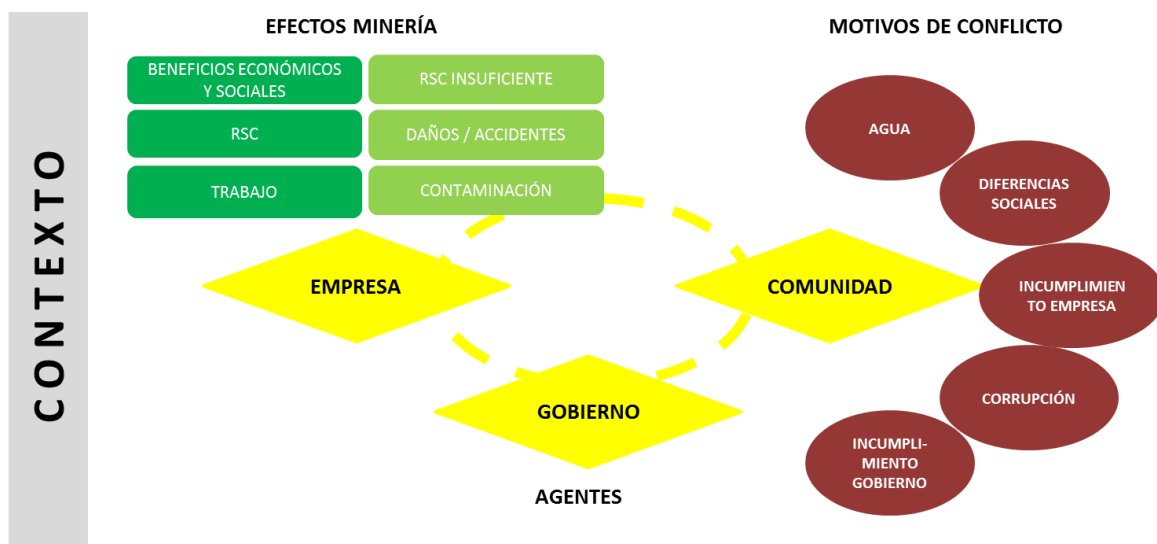 CONTEXTO
EFECTOS MINERÍA
BENEFICIOS ECONÓMICOS
Y SOCIALES
RSC INSUFICIENTE
RSC
DAÑOS / ACCIDENTES
TRABAJO
CONTAMINACIÓN
EMPRESA
COMUNIDAD
GOBIERNO
AGENTES
MOTIVOS DE CONFLICTO
AGUA
DIFERENCIAS
SOCIALES
INCUMPLIMIEN
TO EMPRESA
CORRUPCIÓN
INCUMPLI-
MIENTO
GOBIERNO